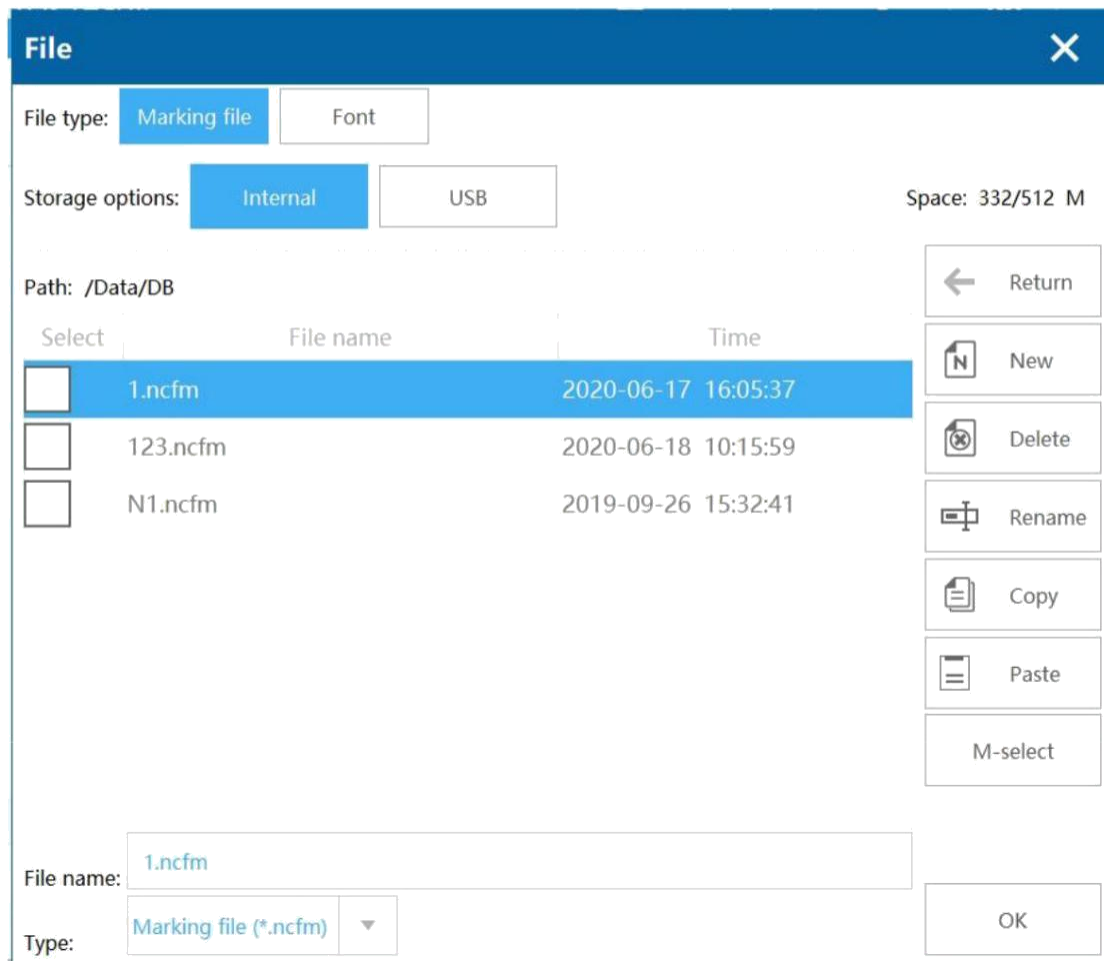 File
File type: Marking file Font
Storage options: Internal USB Space: 332/512 M
Path: /Data/DB Return
Select File name Time
New
1.ncfm 2020-06-17 16:05:37
123.ncfm 2020-06-18 10:15:59 Delete
N1.ncfm 2019-09-26 15:32:41 Rename
Copy
Paste
M-select
File name: 1.ncfm
Type: Marking file (*.ncfm) OK